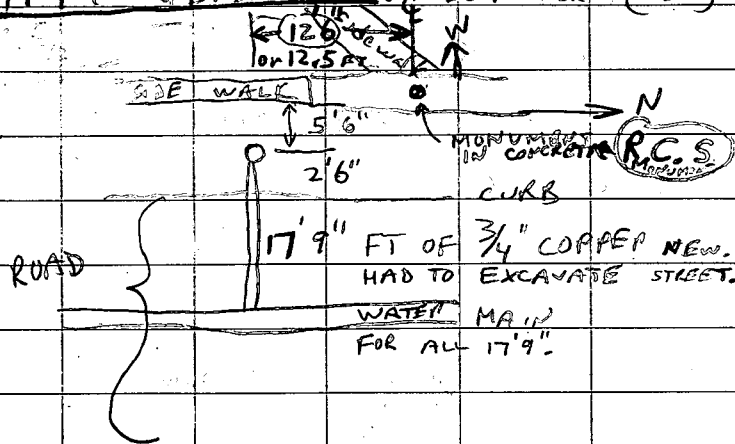 126
or 12.5 FT
W
SIDE WALK
N
5'6"
MONUMENT
IN CONCRETE
R.C.S.
MONUMENT
2'6"
CURB
ROAD
17'9" FT OF 3/4" COPPER NEW.
HAD TO EXCAVATE STREET.
WATER MAIN
FOR ALL 17'9".